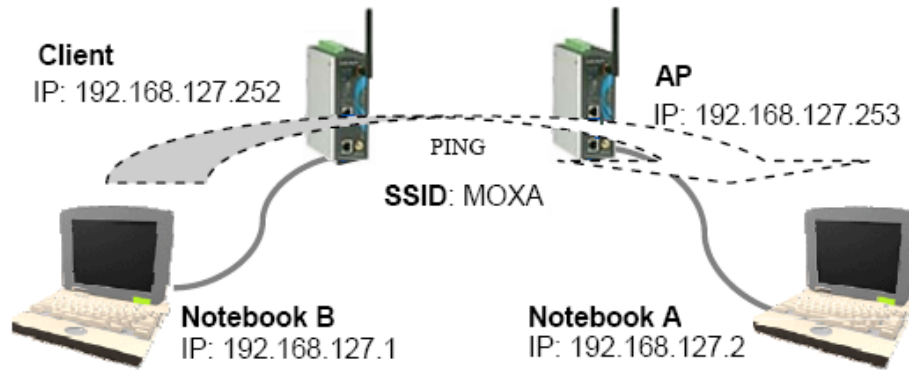 Client
IP: 192.168.127.252
AP
IP: 192.168.127.253
PING
SSID: MOXA
Notebook B
IP: 192.168.127.1
Notebook A
IP: 192.168.127.2